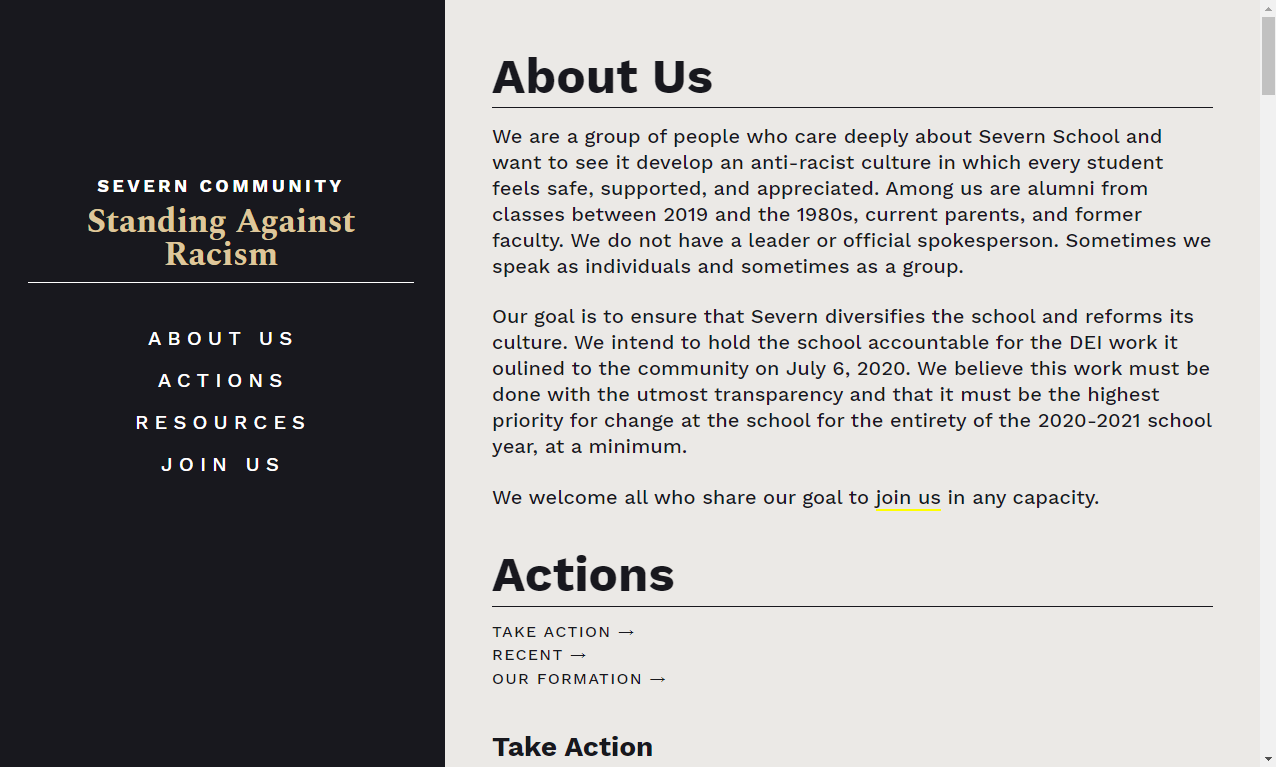 SEVERN COMMUNITY
Standing Against
Racism
ABOUT US
ACTIONS
RESOURCES
JOIN US
About Us
We are a group of people who care deeply about Severn School and
want to see it develop an anti-racist culture in which every student
feels safe, supported, and appreciated. Among us are alumni from
classes between 2019 and the 1980s, current parents, and former
faculty. We do not have a leader or official spokesperson. Sometimes we
speak as individuals and sometimes as a group.
Our goal is to ensure that Severn diversifies the school and reforms its
culture. We intend to hold the school accountable for the DEI work it
oulined to the community on July 6, 2020. We believe this work must be
done with the utmost transparency and that it must be the highest
priority for change at the school for the entirety of the 2020-2021 school
year, at a minimum.
We welcome all who share our goal to join us in any capacity.
Actions
TAKE ACTION →
RECENT →
OUR FORMATION →
Take Action